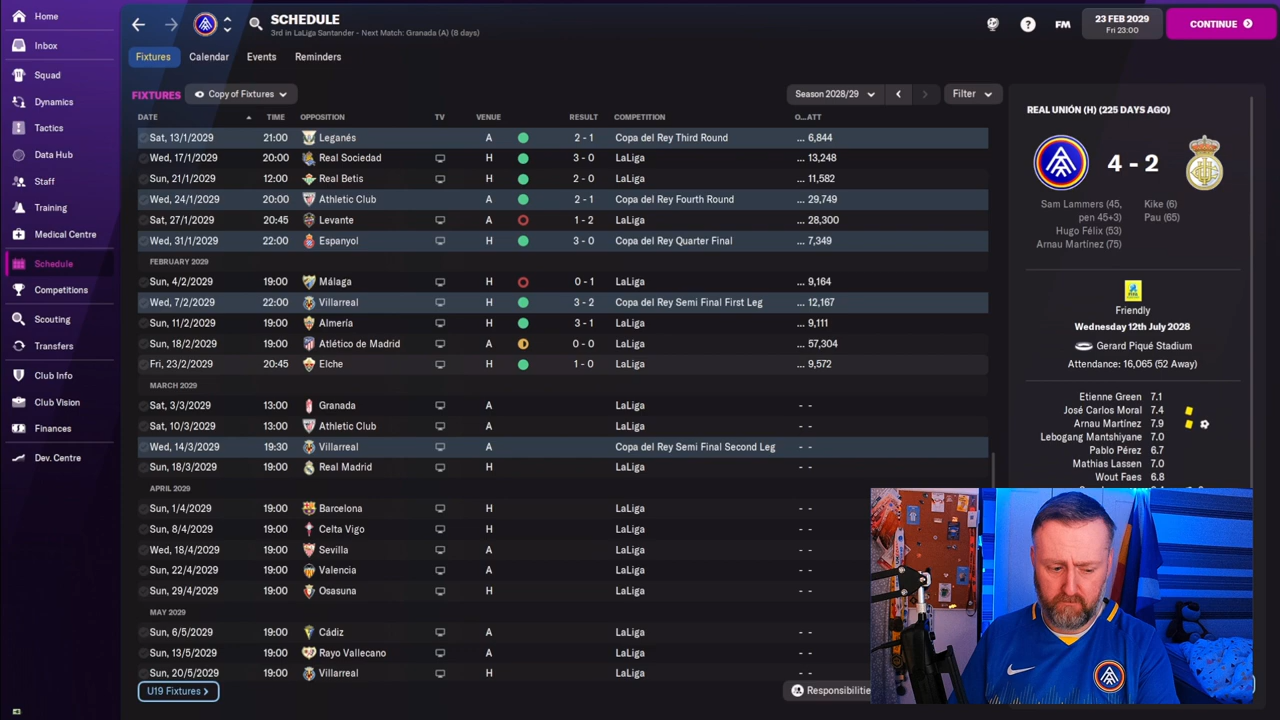 Home
Inbox
Squad
Dynamics
Tactics
Data Hub
Staff
Training
Medical Centre
Schedule
Competitions
Scouting
Transfers
Club Info
Club Vision
Finances
Dev. Centre
SCHEDULE
3rd in LaLiga Santander - Next Match: Granada (A) (8 days)
FM
23 FEB 2029
Fri 23:00
CONTINUE
Fixtures Calendar Events Reminders
FIXTURES Copy of Fixtures Season 2028/29 Filter
DATE TIME OPPOSITION TV VENUE RESULT COMPETITION O...ATT
Sat, 13/1/2029 21:00 Leganés A 2 - 1 Copa del Rey Third Round ... 6,844
Wed, 17/1/2029 20:00 Real Sociedad H 3 - 0 LaLiga ... 13,248
Sun, 21/1/2029 12:00 Real Betis H 2 - 0 LaLiga ... 11,582
Wed, 24/1/2029 20:00 Athletic Club A 2 - 1 Copa del Rey Fourth Round ... 29,749
Sat, 27/1/2029 20:45 Levante A 1 - 2 LaLiga ... 28,300
Wed, 31/1/2029 22:00 Espanyol H 3 - 0 Copa del Rey Quarter Final ... 7,349
FEBRUARY 2029
Sun, 4/2/2029 19:00 Málaga H 0 - 1 LaLiga ... 9,164
Wed, 7/2/2029 22:00 Villarreal H 3 - 2 Copa del Rey Semi Final First Leg ... 12,167
Sun, 11/2/2029 19:00 Almería H 3 - 1 LaLiga ... 9,111
Sun, 18/2/2029 19:00 Atlético de Madrid A 0 - 0 LaLiga ... 57,304
Fri, 23/2/2029 20:45 Elche H 1 - 0 LaLiga ... 9,572
MARCH 2029
Sat, 3/3/2029 13:00 Granada A LaLiga - -
Sat, 10/3/2029 13:00 Athletic Club A LaLiga - -
Wed, 14/3/2029 19:30 Villarreal A Copa del Rey Semi Final Second Leg - -
Sun, 18/3/2029 19:00 Real Madrid H LaLiga - -
APRIL 2029
Sun, 1/4/2029 19:00 Barcelona H LaLiga - -
Sun, 8/4/2029 19:00 Celta Vigo H LaLiga - -
Wed, 18/4/2029 19:00 Sevilla A LaLiga - -
Sun, 22/4/2029 19:00 Valencia A LaLiga - -
Sun, 29/4/2029 19:00 Osasuna H LaLiga - -
MAY 2029
Sun, 6/5/2029 19:00 Cádiz A LaLiga - -
Sun, 13/5/2029 19:00 Rayo Vallecano A LaLiga - -
Sun, 20/5/2029 19:00 Villarreal H LaLiga - -
U19 Fixtures
REAL UNIÓN (H) (225 DAYS AGO)
4 - 2
Sam Lammers (45, pen 45+3)
Hugo Félix (53)
Arnau Martínez (75)
Kike (6)
Pau (65)
Friendly
Wednesday 12th July 2028
Gerard Piqué Stadium
Attendance: 16,065 (52 Away)
Etienne Green 7.1
José Carlos Moral 7.4
Arnau Martínez 7.9
Lebogang Mantshiyane 7.0
Pablo Pérez 6.7
Mathias Lassen 7.0
Wout Faes 6.8